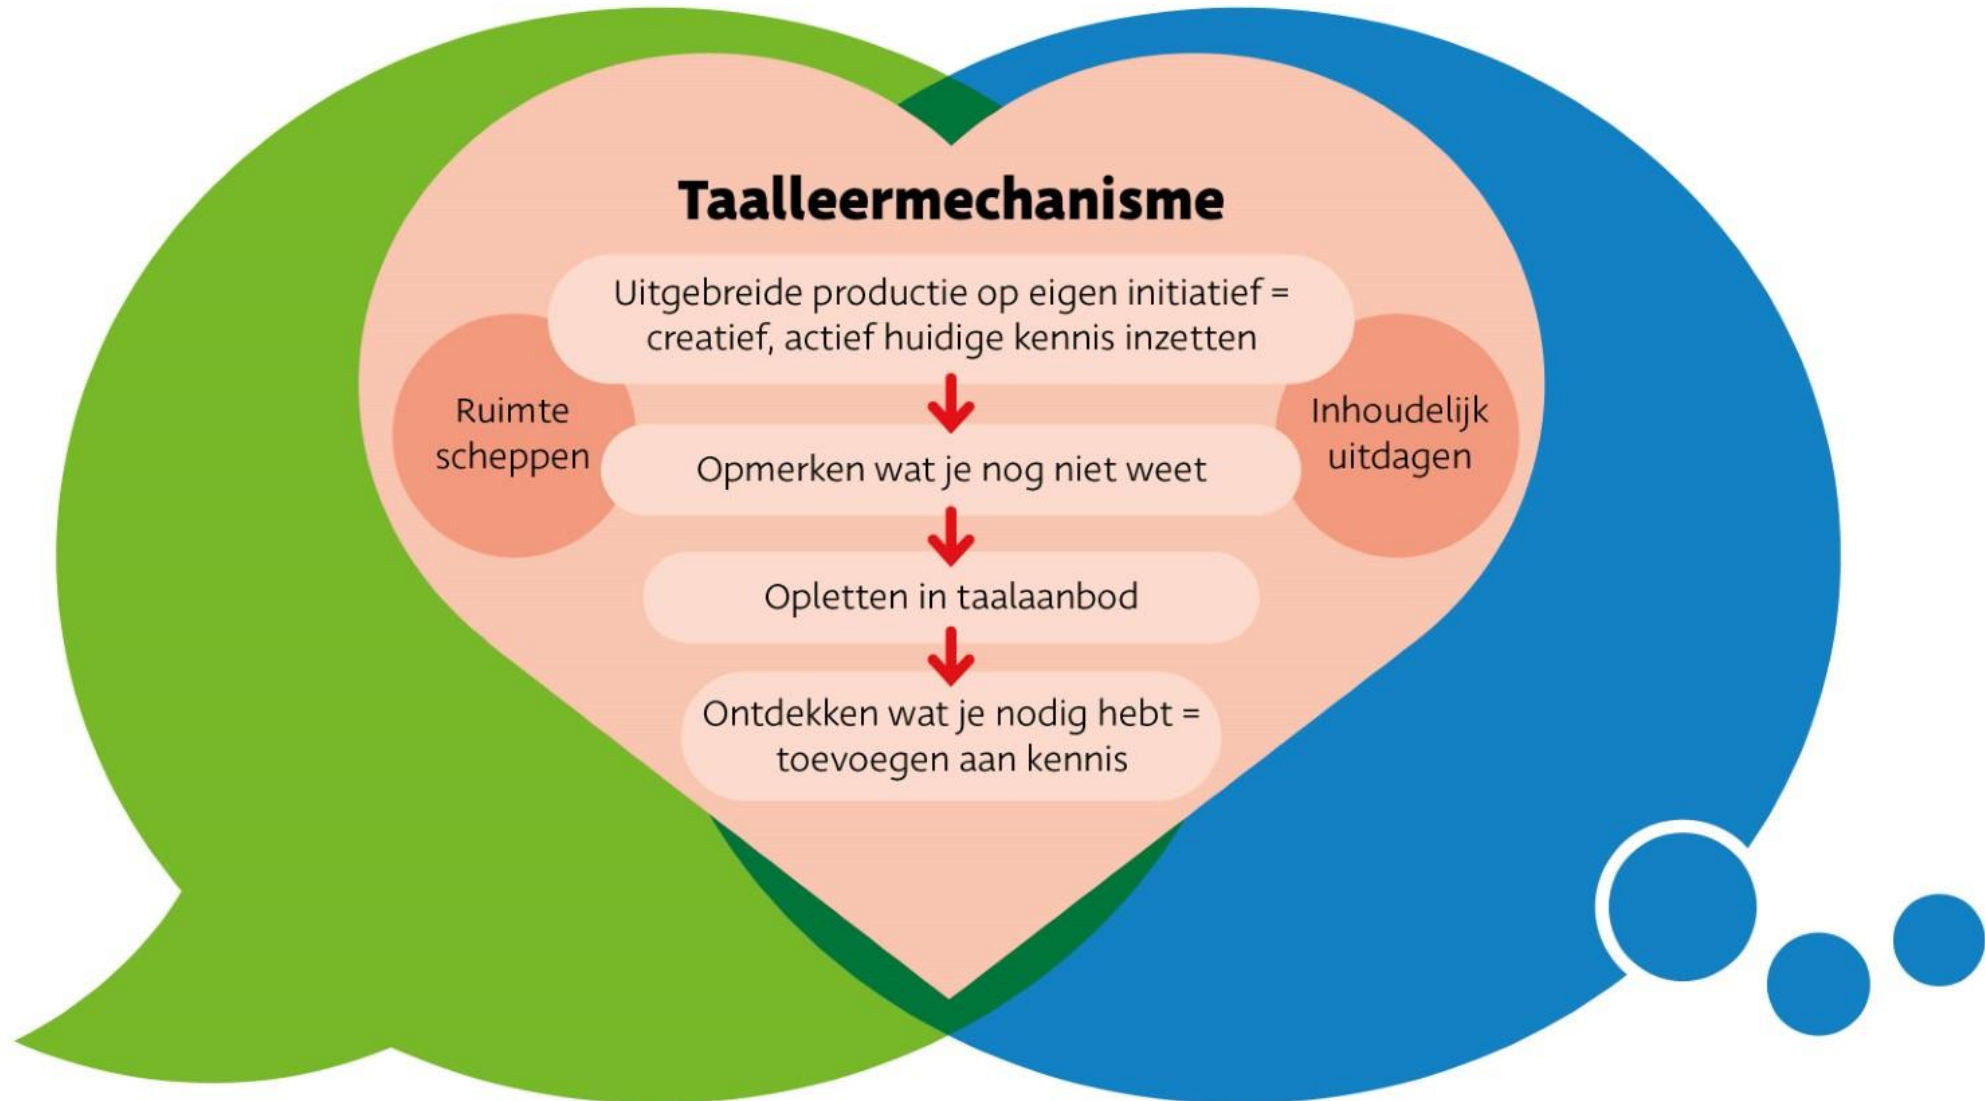 Taalleermechanisme
Uitgebreide productie op eigen initiatief =
creatief, actief huidige kennis inzetten
Ruimte
scheppen
Inhoudelijk
uitdagen
Opmerken wat je nog niet weet
Opletten in taalaanbod
Ontdekken wat je nodig hebt =
toevoegen aan kennis